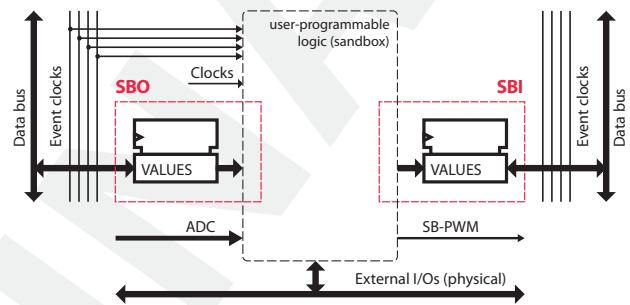 user-programmable
logic (sandbox)
Clocks
SBO
SBI
Data bus
Event clocks
Event clocks
Data bus
VALUES
VALUES
ADC
SB-PWM
External I/Os (physical)